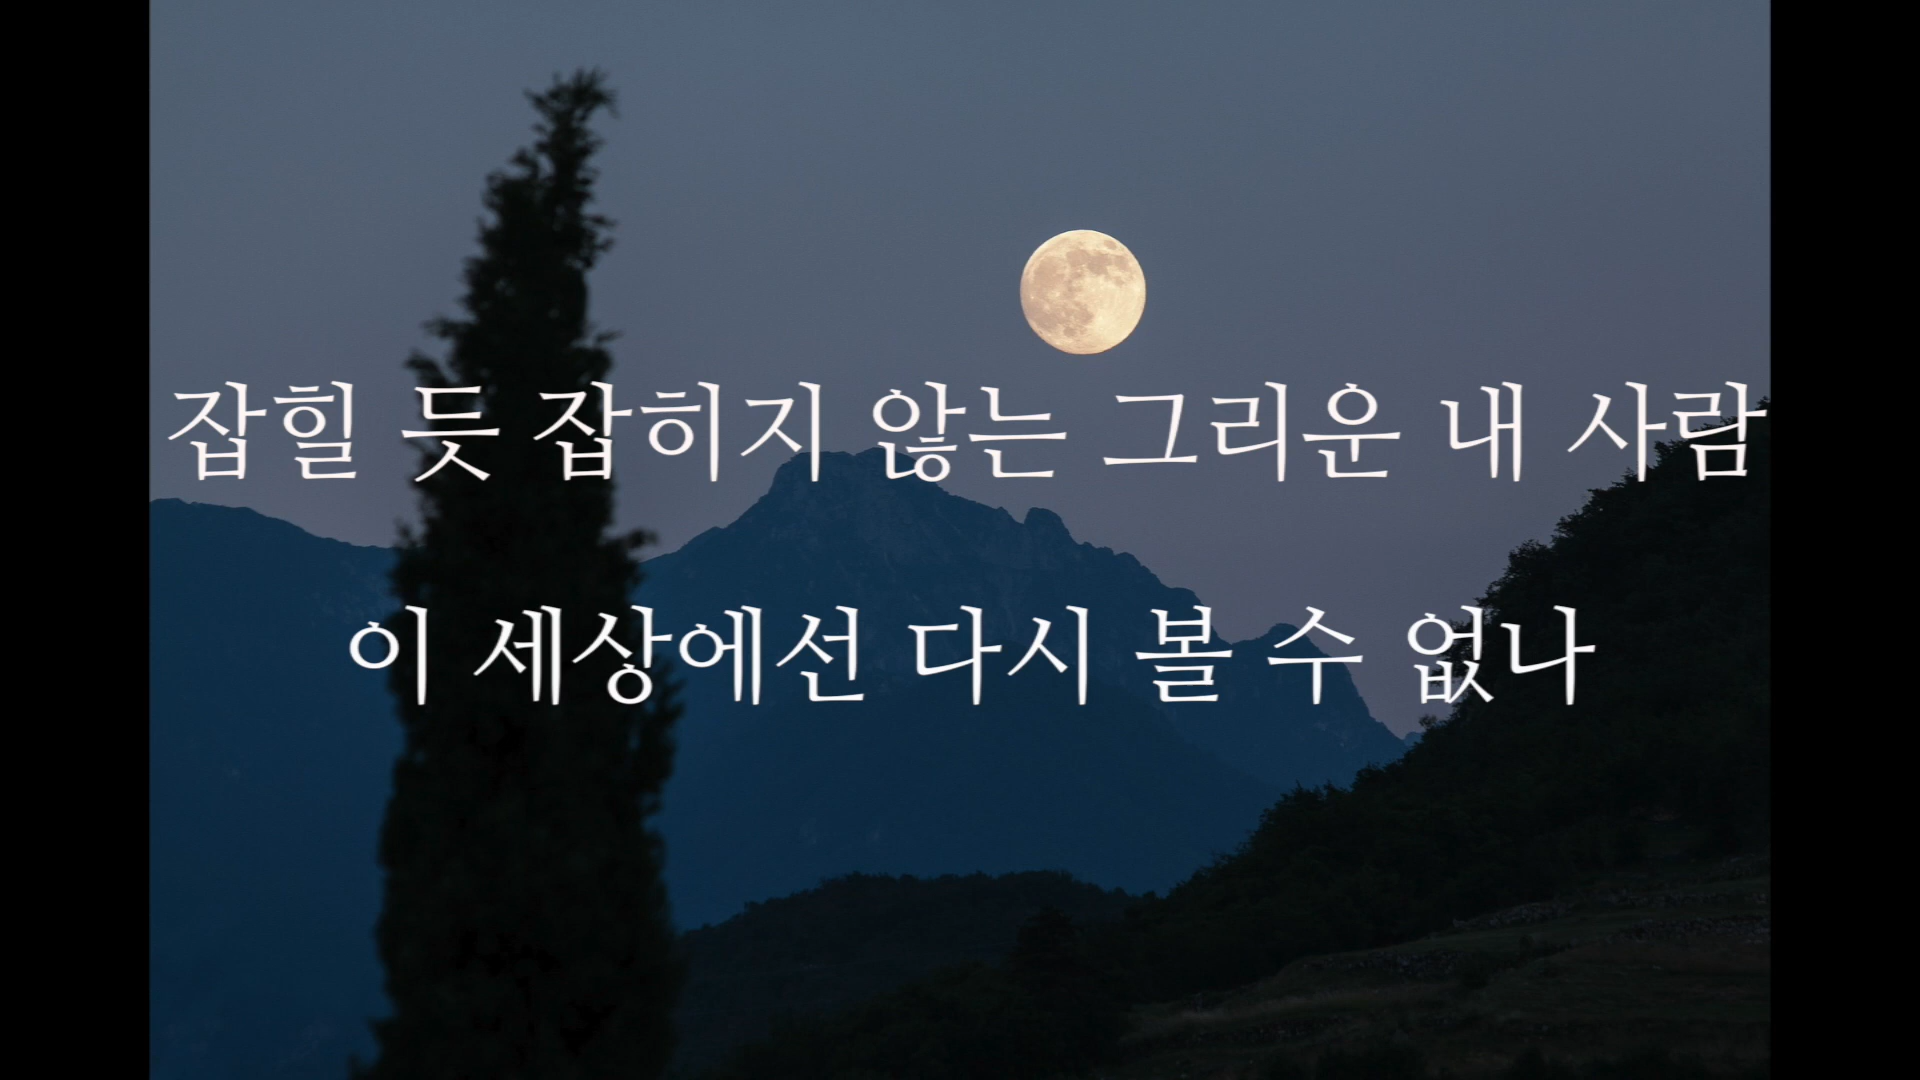 잡힐 듯 잡히지 않는 그리운 내 사람
이 세상에선 다시 볼 수 없나